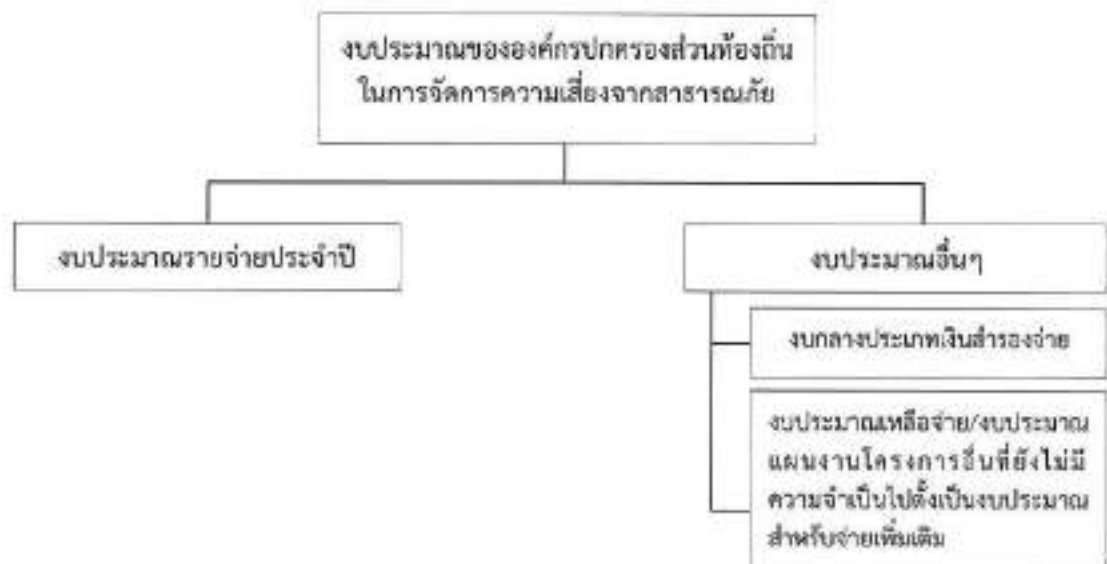 งบประมาณขององค์กรปกครองส่วนท้องถิ่น
ในการจัดการความเสี่ยงจากสาธารณภัย
งบประมาณรายจ่ายประจำปี
งบประมาณอื่นๆ
งบกลางประเภทเงินสำรองจ่าย
งบประมาณเหลือจ่าย/งบประมาณ
แผนงานโครงการอื่นที่ยังไม่มี
ความจำเป็นไปตั้งเป็นงบประมาณ
สำหรับจ่ายเพิ่มเติม